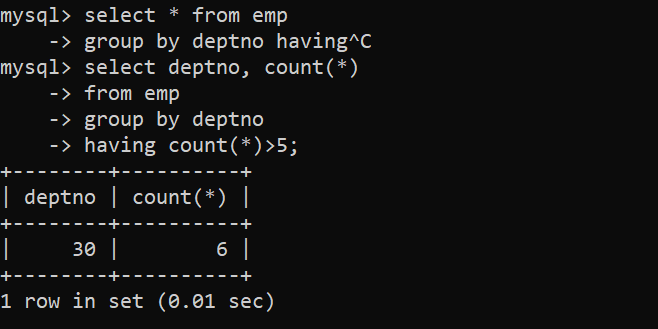 mysql> select * from emp
    -> group by deptno having^C
mysql> select deptno, count(*)
    -> from emp
    -> group by deptno
    -> having count(*)>5;
+--------+----------+
| deptno | count(*) |
+--------+----------+
|     30 |        6 |
+--------+----------+
1 row in set (0.01 sec)